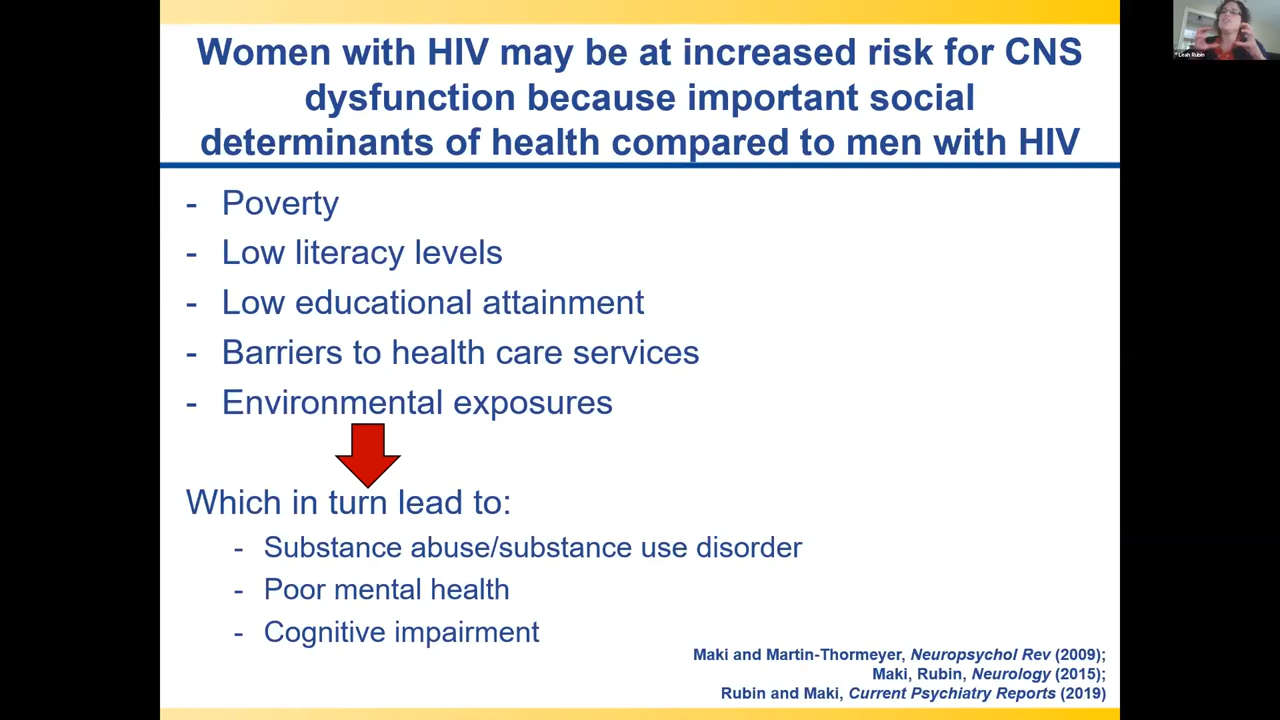 Women with HIV may be at increased risk for CNS
dysfunction because important social
determinants of health compared to men with HIV
- Poverty
- Low literacy levels
- Low educational attainment
- Barriers to health care services
- Environmental exposures
Which in turn lead to:
- Substance abuse/substance use disorder
- Poor mental health
- Cognitive impairment
Maki and Martin-Thormeyer, Neuropsychol Rev (2009);
Maki, Rubin, Neurology (2015);
Rubin and Maki, Current Psychiatry Reports (2019)
Leah Rubin